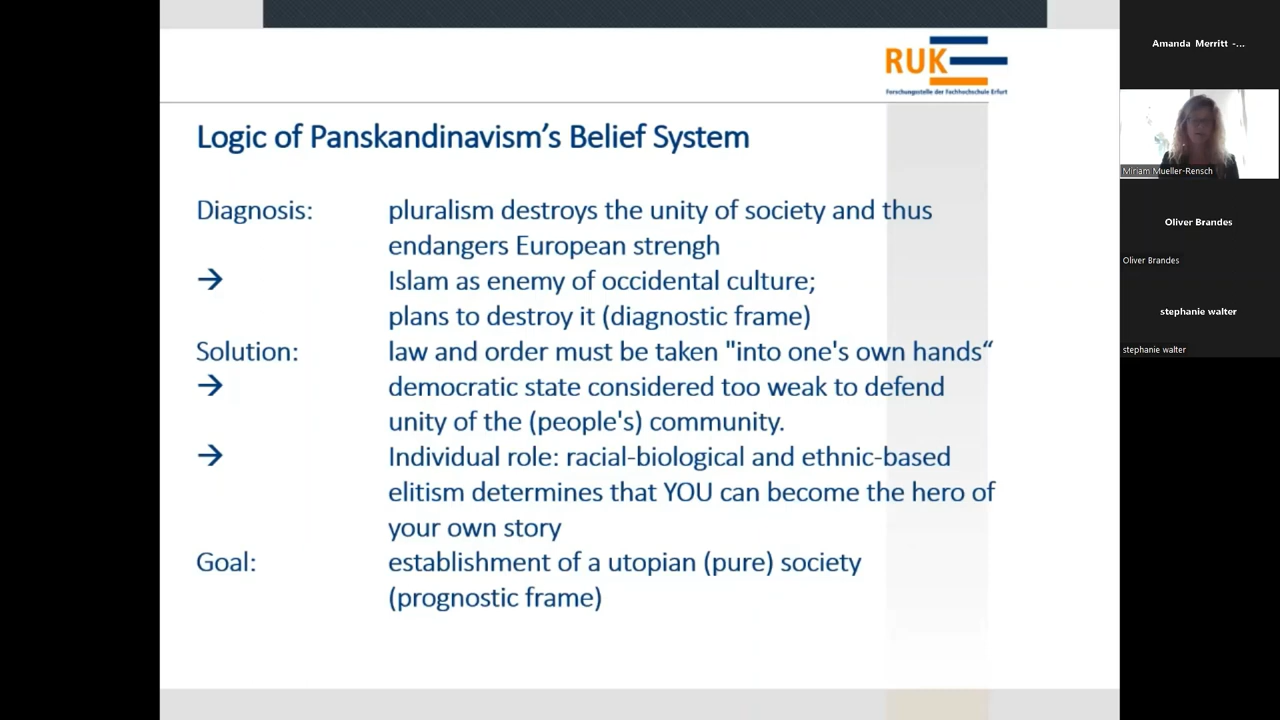 RUK
Forschungsstelle der Fachhochschule Erfurt
Logic of Panskandinavism's Belief System
Diagnosis: pluralism destroys the unity of society and thus
endangers European strengh
→ Islam as enemy of occidental culture;
plans to destroy it (diagnostic frame)
Solution: law and order must be taken "into one's own hands“
→ democratic state considered too weak to defend
unity of the (people's) community.
→ Individual role: racial-biological and ethnic-based
elitism determines that YOU can become the hero of
your own story
Goal: establishment of a utopian (pure) society
(prognostic frame)
Amanda Merritt -...
Miriam Mueller-Rensch
Oliver Brandes
Oliver Brandes
stephanie walter
stephanie walter